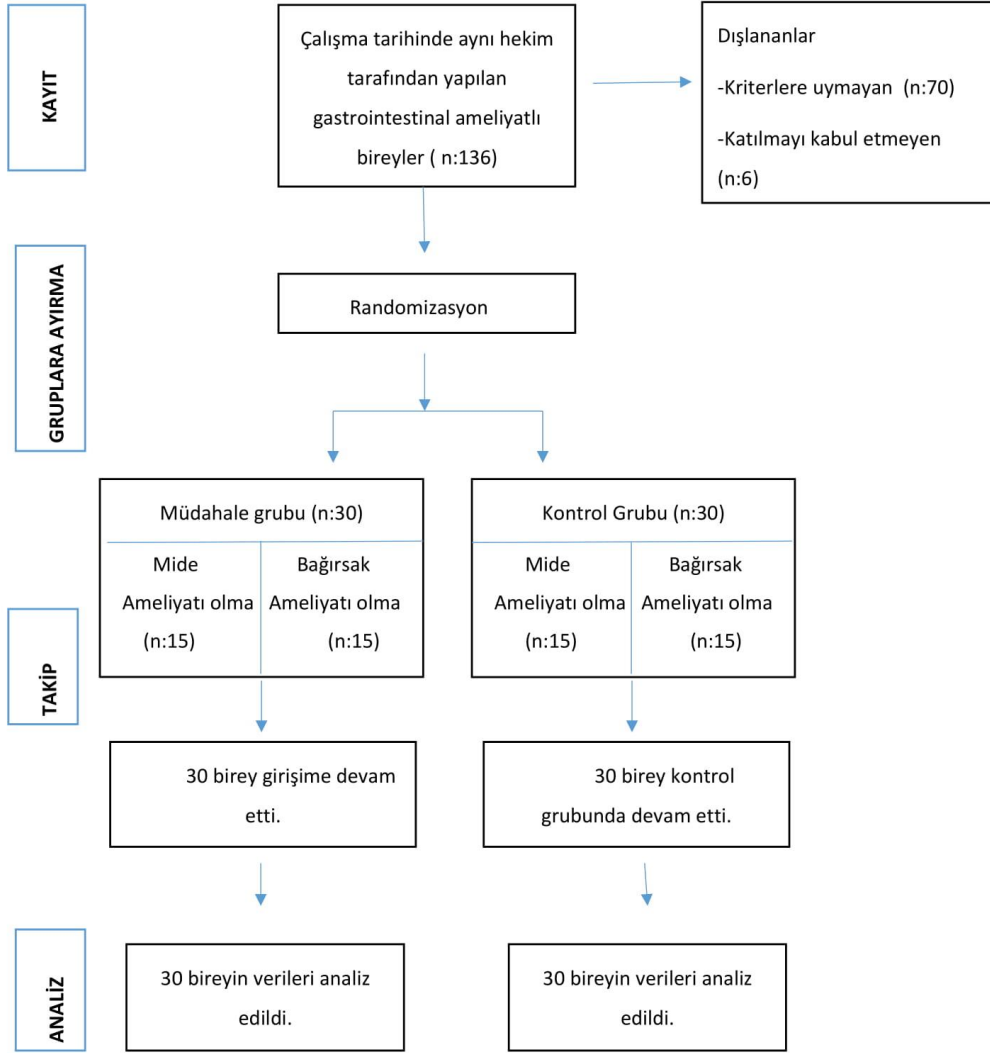 KAYIT
Çalışma tarihinde aynı hekim
tarafından yapılan
gastrointestinal ameliyatlı
bireyler ( n:136)
Dışlananlar
-Kriterlere uymayan (n:70)
-Katılmayı kabul etmeyen
(n:6)
GRUPLARA AYIRMA
Randomizasyon
Müdahale grubu (n:30)
Mide
Ameliyatı olma
(n:15)
Bağırsak
Ameliyatı olma
(n:15)
Kontrol Grubu (n:30)
Mide
Ameliyatı olma
(n:15)
Bağırsak
Ameliyatı olma
(n:15)
TAKİP
30 birey girişime devam
etti.
30 birey kontrol
grubunda devam etti.
ANALİZ
30 bireyin verileri analiz
edildi.
30 bireyin verileri analiz
edildi.